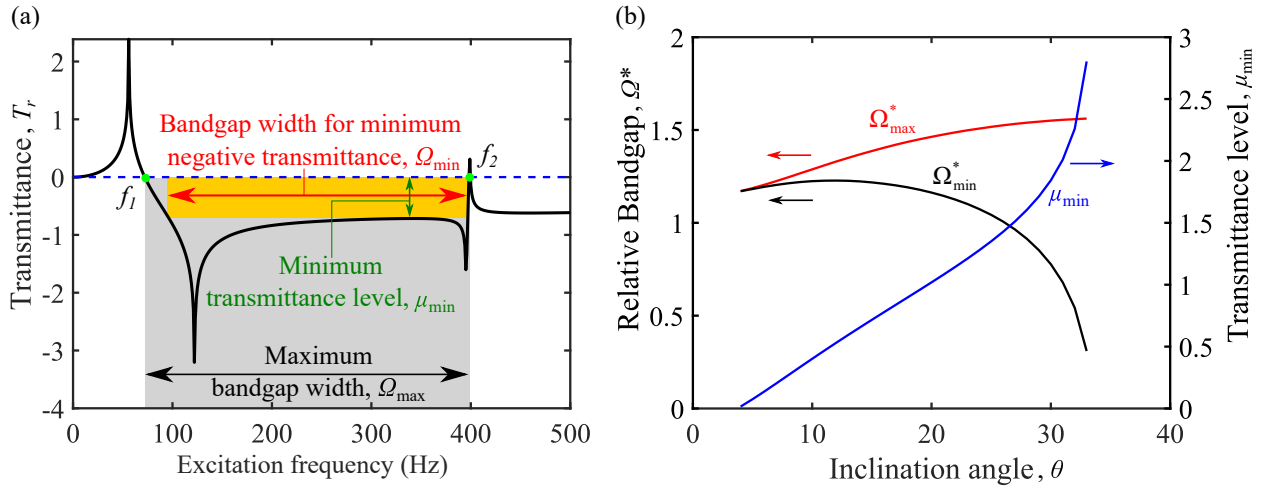 (a)
2
1
0
-1
-2
-3
-4
Transmittance, Tr
Bandgap width for minimum
negative transmittance, Ωmin
f1
f2
Minimum
transmittance level, μmin
Maximum
bandgap width, Ωmax
0
100
200
300
400
500
Excitation frequency (Hz)
(b)
2
1.5
1
0.5
0
Relative Bandgap, Ω*
Ω*max
Ω*min
μmin
3
2.5
2
1.5
1
0.5
0
Transmittance level, μmin
0
10
20
30
40
Inclination angle, θ